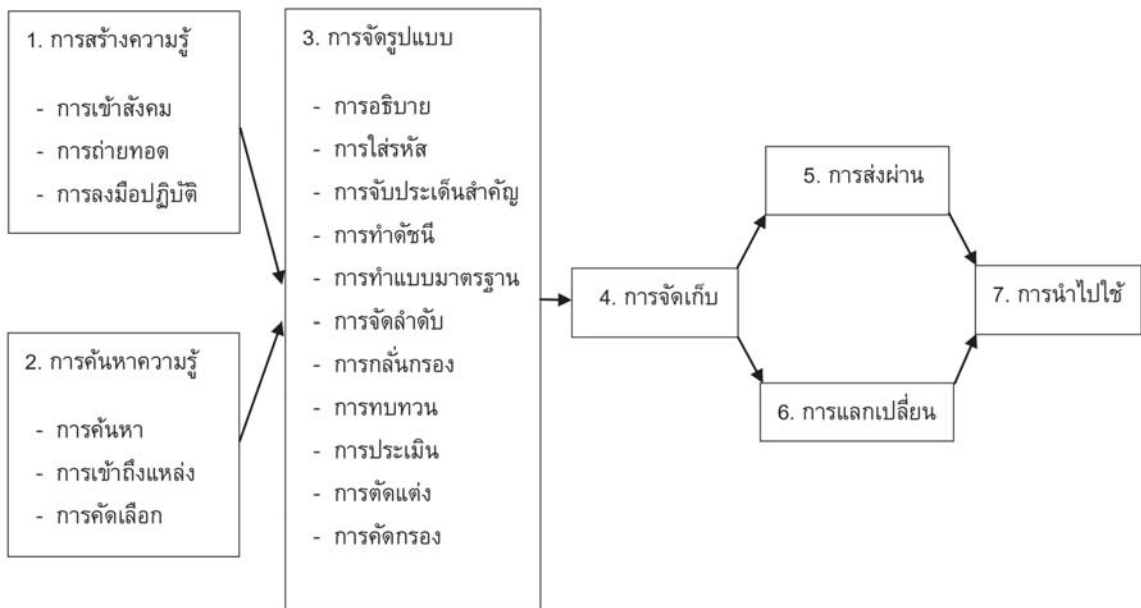 1. การสร้างความรู้
- การเข้าสังคม
- การถ่ายทอด
- การลงมือปฏิบัติ
2. การค้นหาความรู้
- การค้นหา
- การเข้าถึงแหล่ง
- การคัดเลือก
3. การจัดรูปแบบ
- การอธิบาย
- การใส่รหัส
- การจับประเด็นสำคัญ
- การทำดัชนี
- การทำแบบมาตรฐาน
- การจัดลำดับ
- การกลั่นกรอง
- การทบทวน
- การประเมิน
- การตัดแต่ง
- การคัดกรอง
4. การจัดเก็บ
5. การส่งผ่าน
6. การแลกเปลี่ยน
7. การนำไปใช้